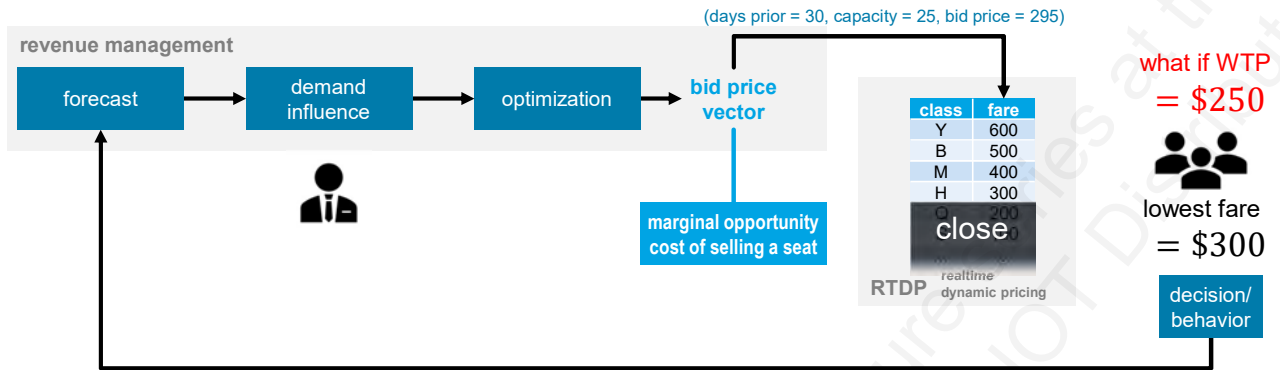 (days prior = 30, capacity = 25, bid price = 295)
revenue management
forecast
demand
influence
optimization
bid price
vector
marginal opportunity
cost of selling a seat
class fare
Y 600
B 500
M 400
H 300
Q 200
close
RTDP
realtime
dynamic pricing
what if WTP
= $250
lowest fare
= $300
decision/
behavior